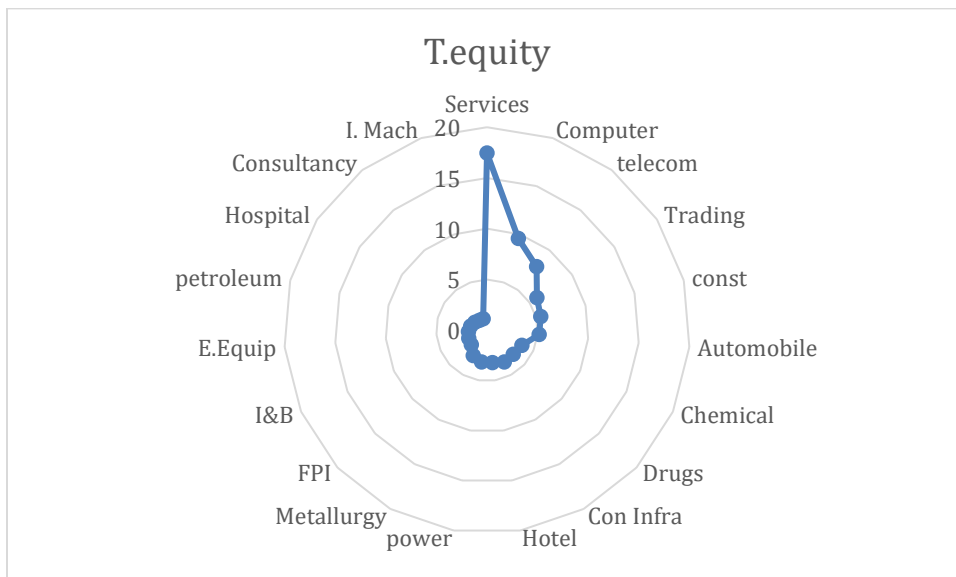 T.equity
Services
Computer
telecom
Trading
const
Automobile
Chemical
Drugs
Con Infra
Hotel
power
Metallurgy
FPI
I&B
E.Equip
petroleum
Hospital
Consultancy
I. Mach
20
15
10
5
0